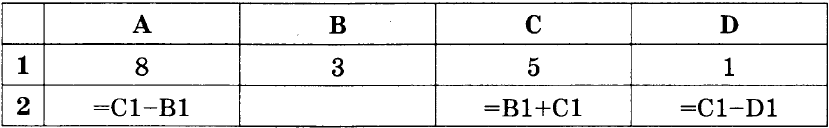 A B C D
1 8 3 5 1
2 =C1–B1 =B1+C1 =C1–D1